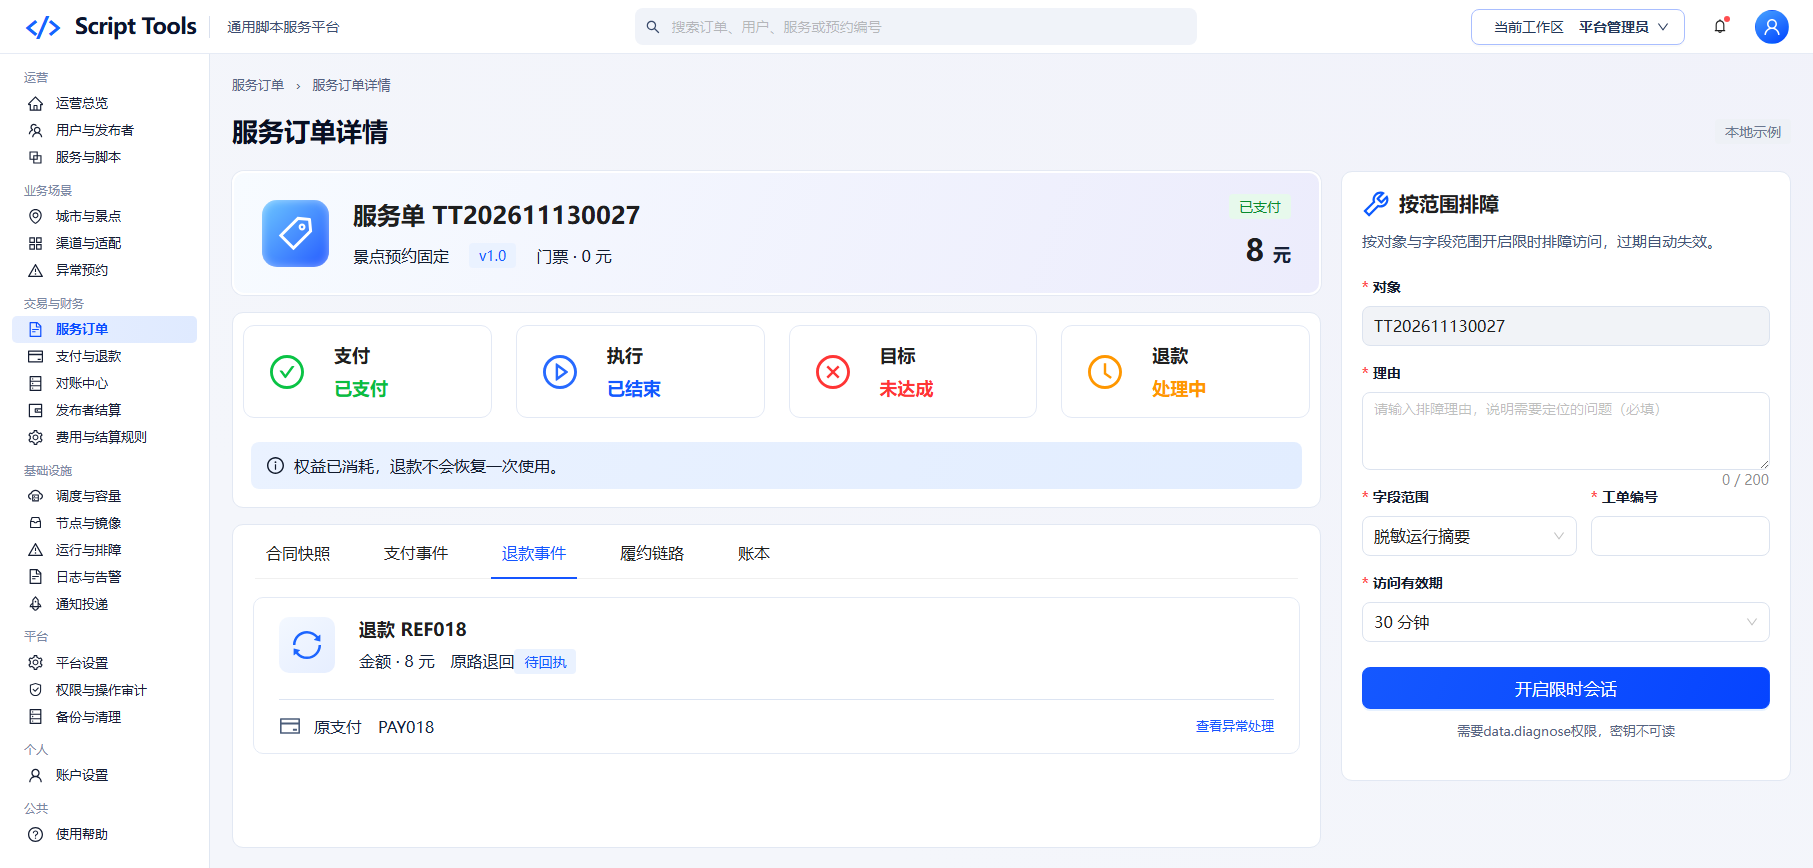 Script Tools 通用脚本服务平台
搜索订单、用户、服务或预约编号
当前工作区 平台管理员
运营
运营总览
用户与发布者
服务与脚本
业务场景
城市与景点
渠道与适配
异常预约
交易与财务
服务订单
支付与退款
对账中心
发布者结算
费用与结算规则
基础设施
调度与容量
节点与镜像
运行与排障
日志与告警
通知投递
平台
平台设置
权限与操作审计
备份与清理
个人
账户设置
公共
使用帮助
服务订单 › 服务订单详情
服务订单详情
本地示例
服务单 TT202611130027
景点预约固定 v1.0 门票 · 0 元
已支付
8 元
支付
已支付
执行
已结束
目标
未达成
退款
处理中
权益已消耗，退款不会恢复一次使用。
合同快照 支付事件 退款事件 履约链路 账本
退款 REF018
金额 · 8 元 原路退回 待回执
原支付 PAY018
查看异常处理
按范围排障
按对象与字段范围开启限时排障访问，过期自动失效。
* 对象
TT202611130027
* 理由
请输入排障理由，说明需要定位的问题（必填）
0 / 200
* 字段范围 * 工单编号
脱敏运行摘要
* 访问有效期
30 分钟
开启限时会话
需要data.diagnose权限，密钥不可读